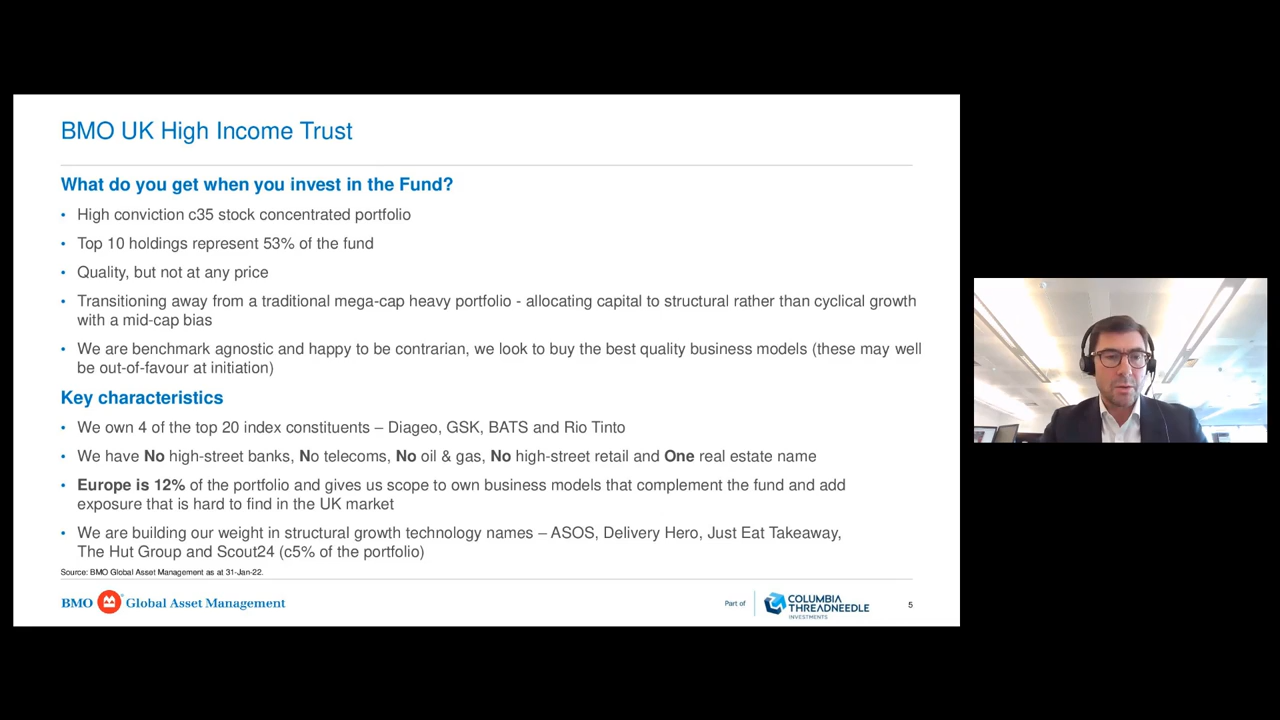 BMO UK High Income Trust
What do you get when you invest in the Fund?
• High conviction c35 stock concentrated portfolio
• Top 10 holdings represent 53% of the fund
• Quality, but not at any price
• Transitioning away from a traditional mega-cap heavy portfolio - allocating capital to structural rather than cyclical growth
with a mid-cap bias
• We are benchmark agnostic and happy to be contrarian, we look to buy the best quality business models (these may well
be out-of-favour at initiation)
Key characteristics
• We own 4 of the top 20 index constituents – Diageo, GSK, BATS and Rio Tinto
• We have No high-street banks, No telecoms, No oil & gas, No high-street retail and One real estate name
• Europe is 12% of the portfolio and gives us scope to own business models that complement the fund and add
exposure that is hard to find in the UK market
• We are building our weight in structural growth technology names – ASOS, Delivery Hero, Just Eat Takeaway,
The Hut Group and Scout24 (c5% of the portfolio)
Source: BMO Global Asset Management as at 31-Jan-22.
BMO Global Asset Management
Part of
COLUMBIA
THREADNEEDLE
INVESTMENTS
5